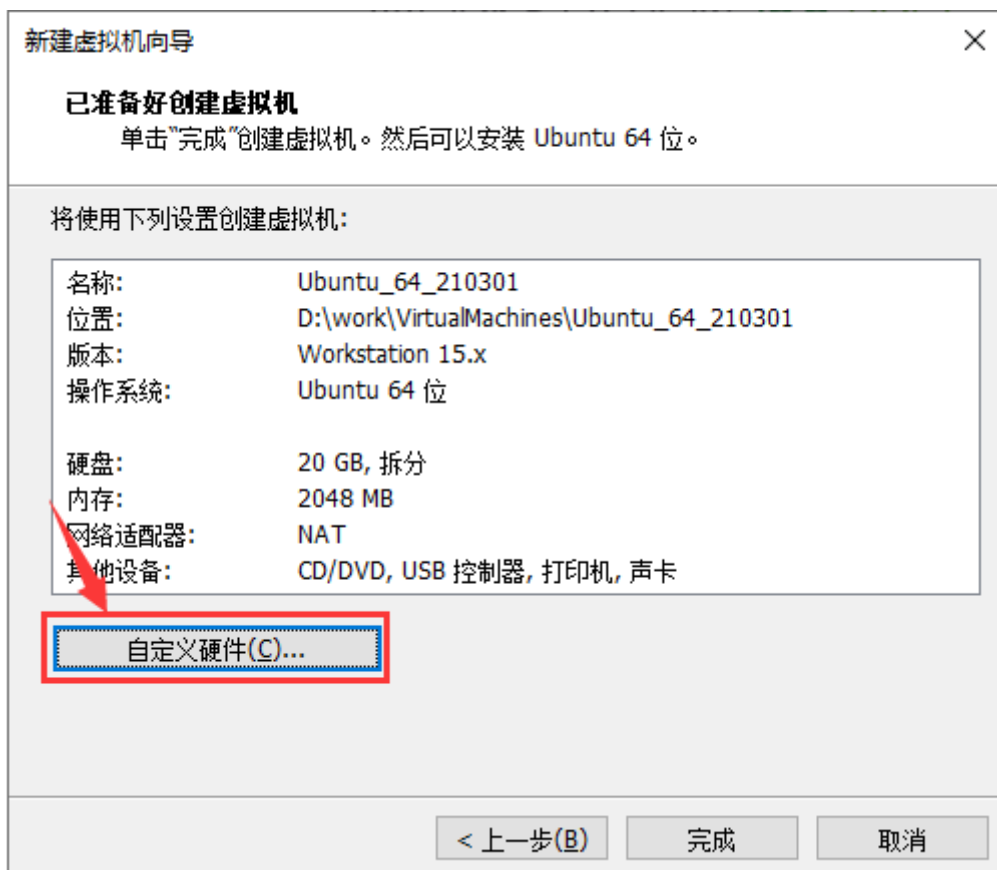 新建虚拟机向导
已准备好创建虚拟机
单击"完成"创建虚拟机。然后可以安装 Ubuntu 64 位。
将使用下列设置创建虚拟机:
名称: Ubuntu_64_210301
位置: D:\work\VirtualMachines\Ubuntu_64_210301
版本: Workstation 15.x
操作系统: Ubuntu 64 位
硬盘: 20 GB, 拆分
内存: 2048 MB
网络适配器: NAT
其他设备: CD/DVD, USB 控制器, 打印机, 声卡
自定义硬件(C)...
< 上一步(B) 完成 取消